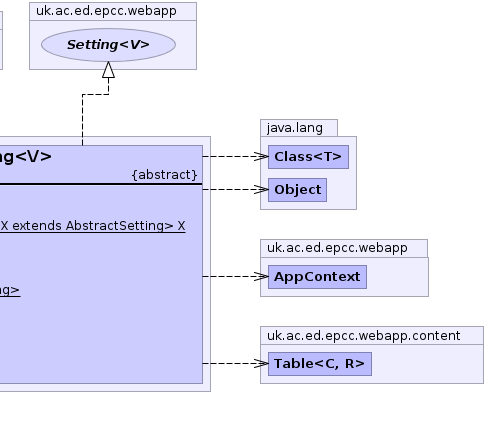 uk.ac.ed.epcc.webapp
Setting<V>
java.lang
Class<T>
Object
ng<V>
{abstract}
X extends AbstractSetting> X
ng>
uk.ac.ed.epcc.webapp
AppContext
uk.ac.ed.epcc.webapp.content
Table<C, R>